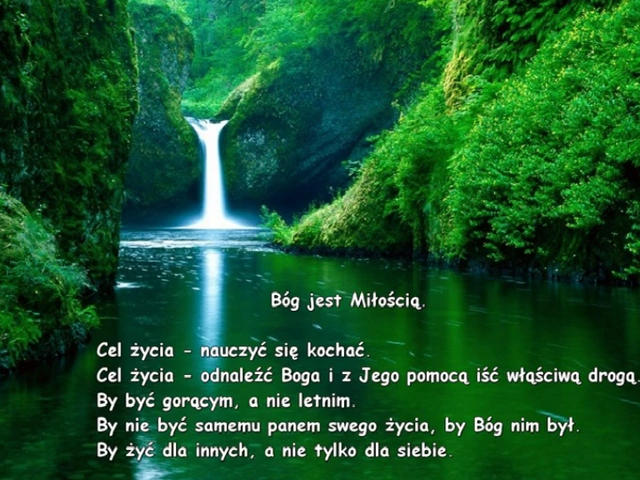 Bóg jest Miłością.
Cel życia - nauczyć się kochać.
Cel życia - odnaleźć Boga i z Jego pomocą iść włąściwą drogą.
By być gorącym, a nie letnim.
By nie być samemu panem swego życia, by Bóg nim był.
By żyć dla innych, a nie tylko dla siebie.